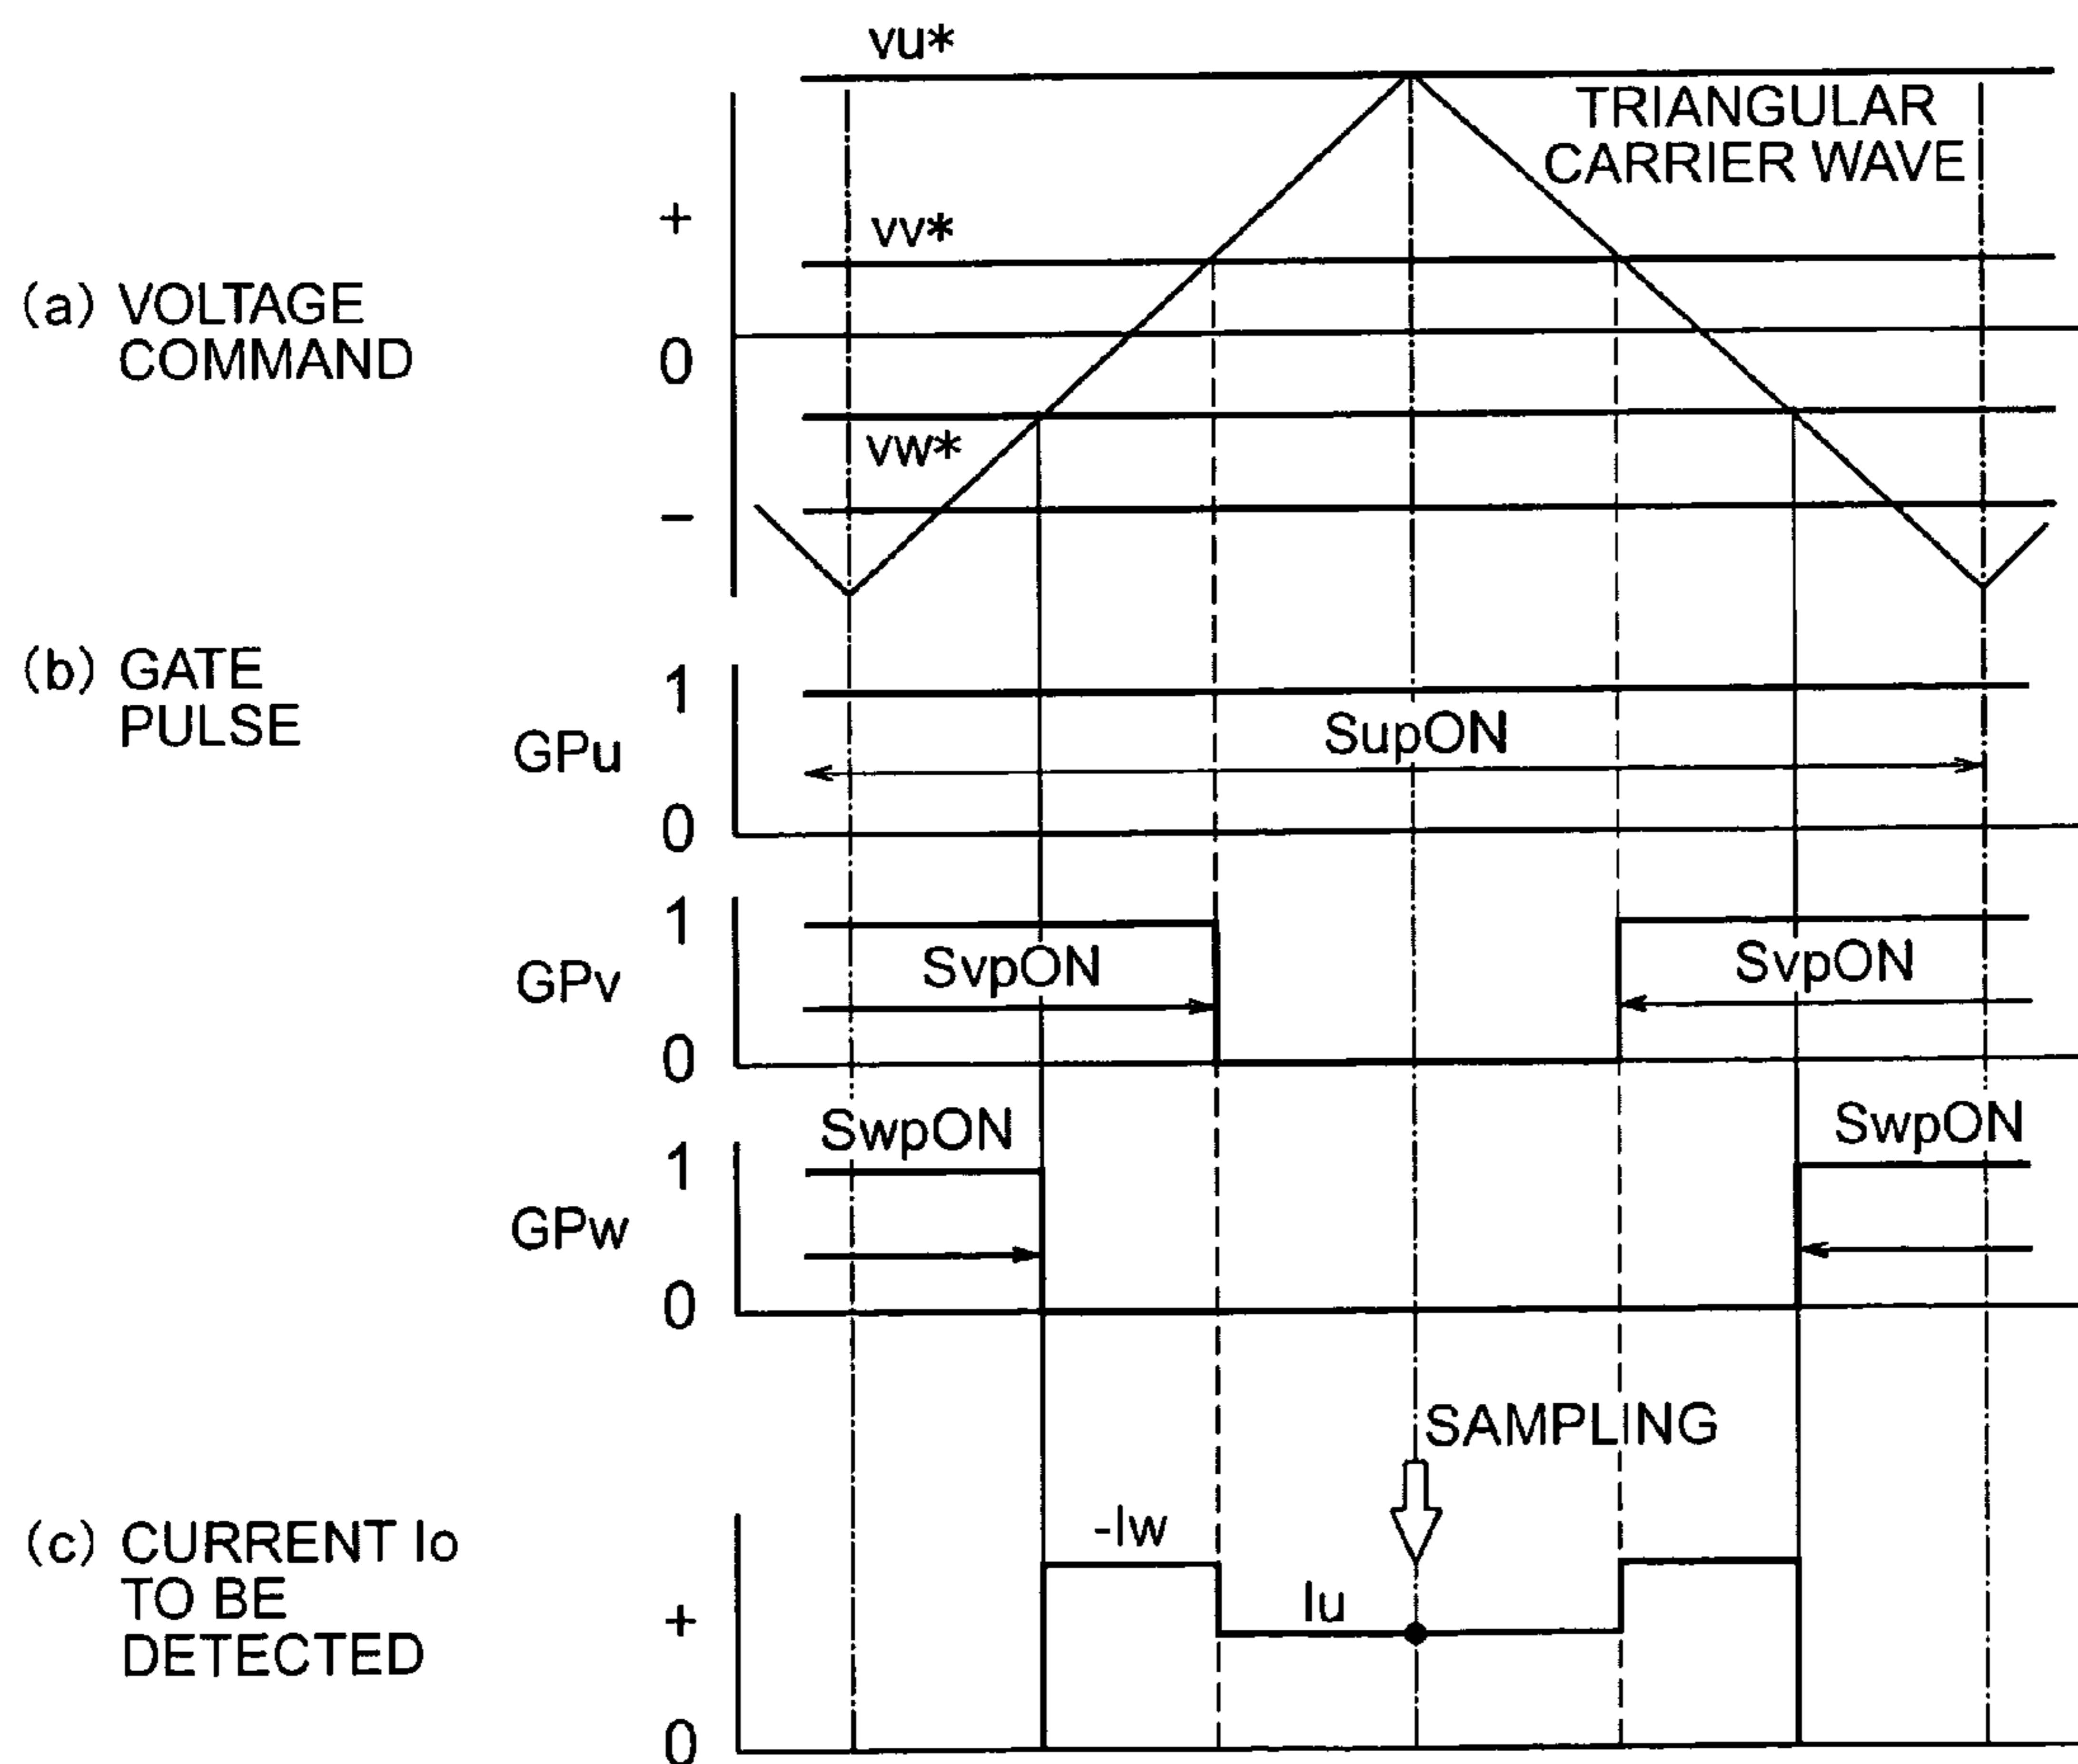 vu*
TRIANGULAR
CARRIER WAVE
+
vv*
(a) VOLTAGE
COMMAND
0
vw*
−
(b) GATE
PULSE
1
SupON
GPu
0
1
SvpON
SvpON
GPv
0
SwpON
SwpON
1
GPw
0
SAMPLING
-Iw
(c) CURRENT Io
TO BE
DETECTED
Iu
+
0